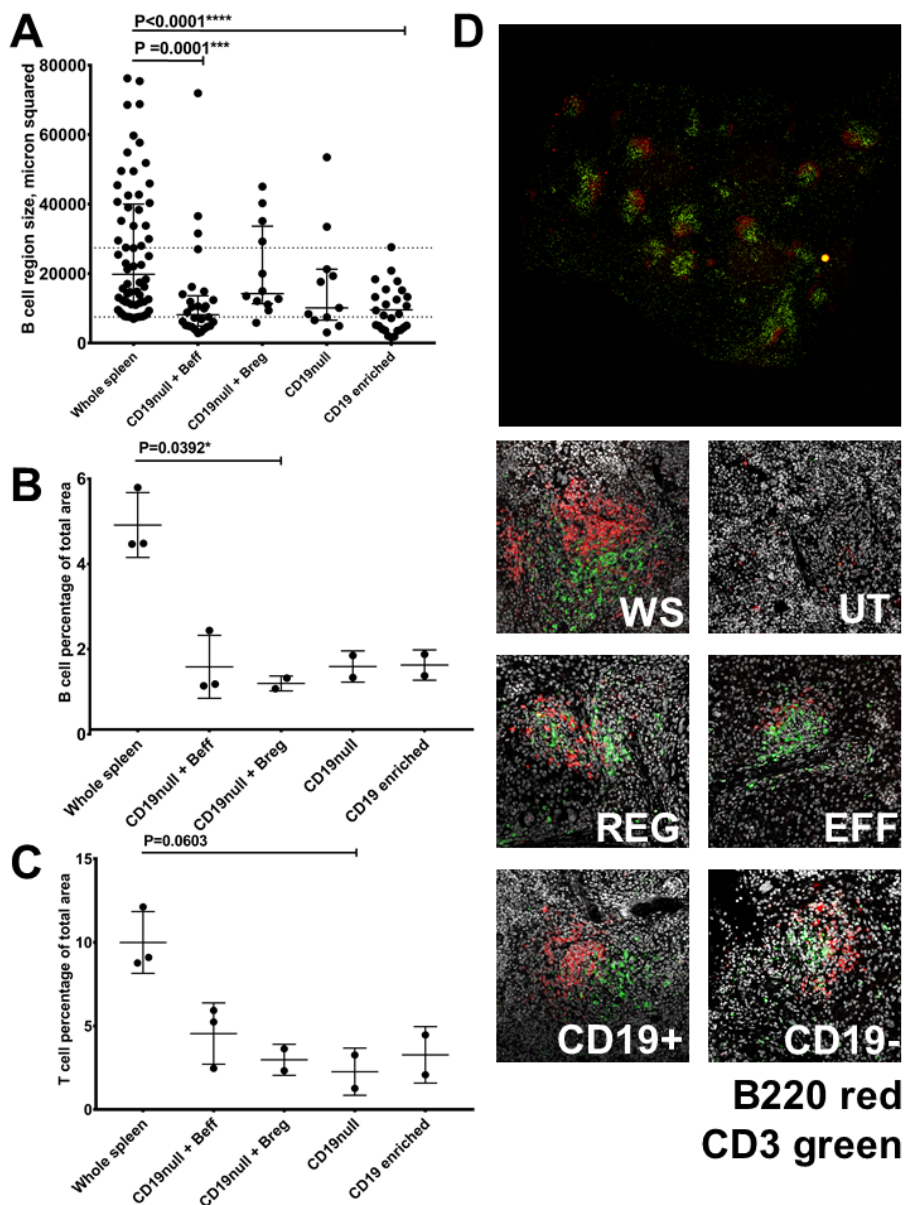 A
P<0.0001****
P =0.0001***
B cell region size, micron squared
80000
60000
40000
20000
0
Whole spleen
CD19null + Beff
CD19null + Breg
CD19null
CD19 enriched
B
P=0.0392*
B cell percentage of total area
6
4
2
0
Whole spleen
CD19null + Beff
CD19null + Breg
CD19null
CD19 enriched
C
P=0.0603
T cell percentage of total area
15
10
5
0
Whole spleen
CD19null + Beff
CD19null + Breg
CD19null
CD19 enriched
D
WS
UT
REG
EFF
CD19+
CD19-
B220 red
CD3 green